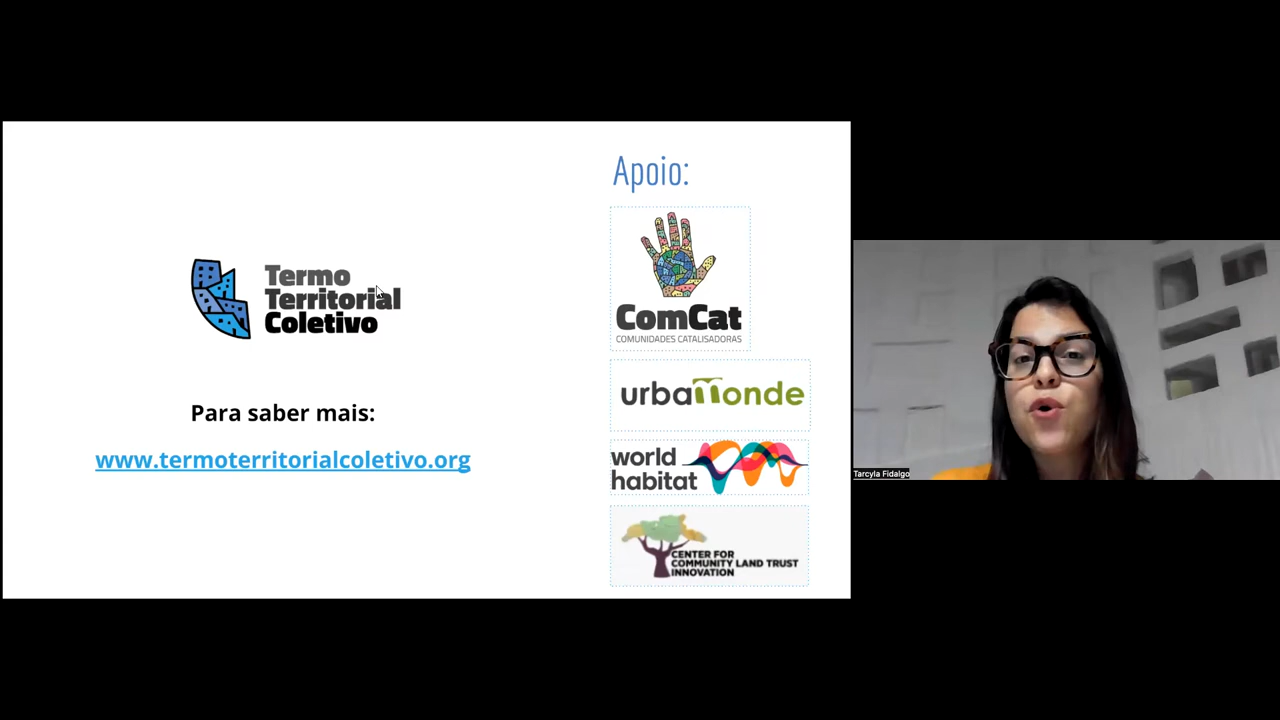 Termo
Territorial
Coletivo
Para saber mais:
www.termoterritorialcoletivo.org
Apoio:
ComCat
COMUNIDADES CATALISADORAS
urbamonde
world
habitat
CENTER FOR
COMMUNITY LAND TRUST
INNOVATION
Tarcyla Fidalgo